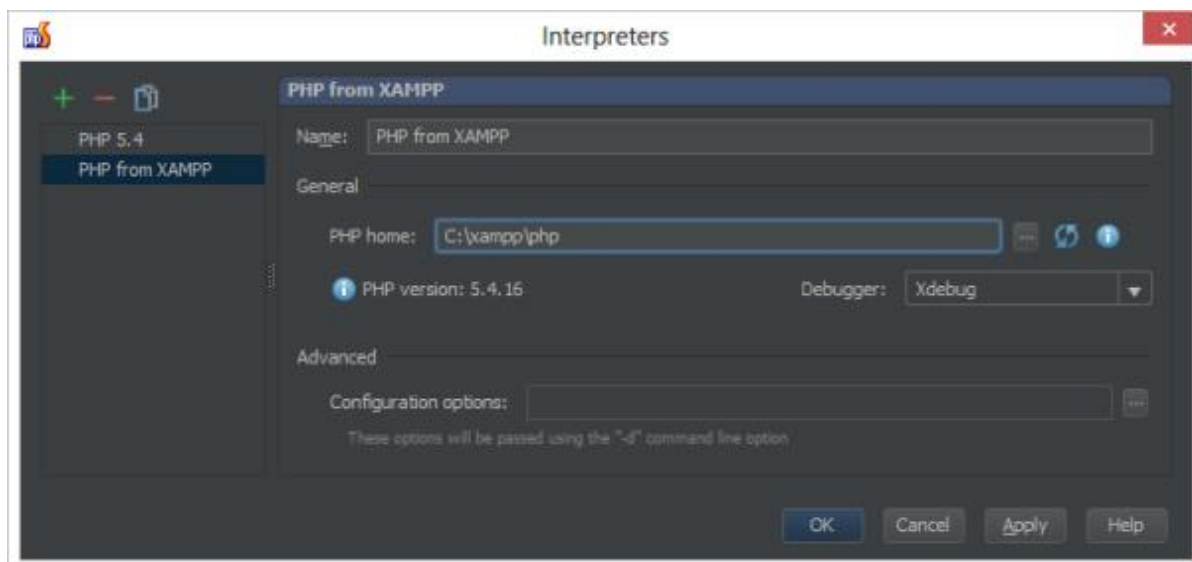 Interpreters
PHP from XAMPP
PHP 5.4
PHP from XAMPP
Name: PHP from XAMPP
General
PHP home: C:\xampp\php
PHP version: 5.4.16 Debugger: Xdebug
Advanced
Configuration options:
These options will be passed using the "-d" command line option
OK Cancel Apply Help